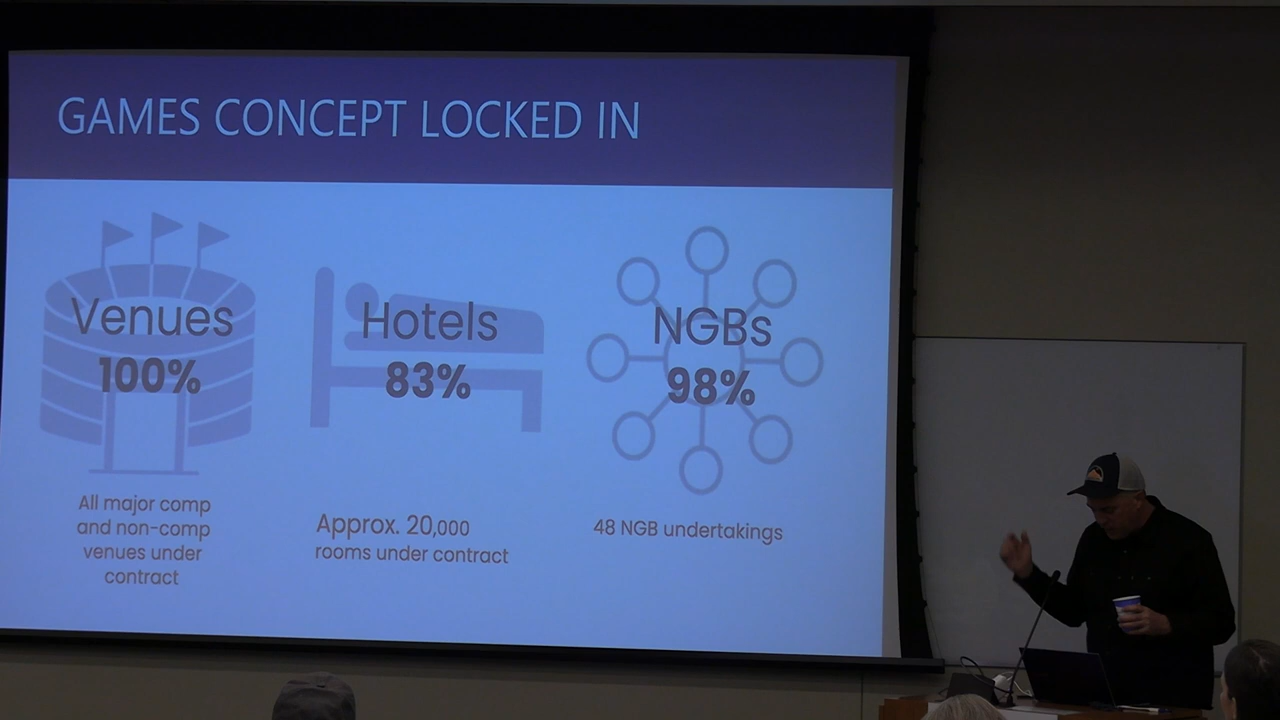 GAMES CONCEPT LOCKED IN
Venues
100%
All major comp
and non-comp
venues under
contract
Hotels
83%
Approx. 20,000
rooms under contract
NGBs
98%
48 NGB undertakings